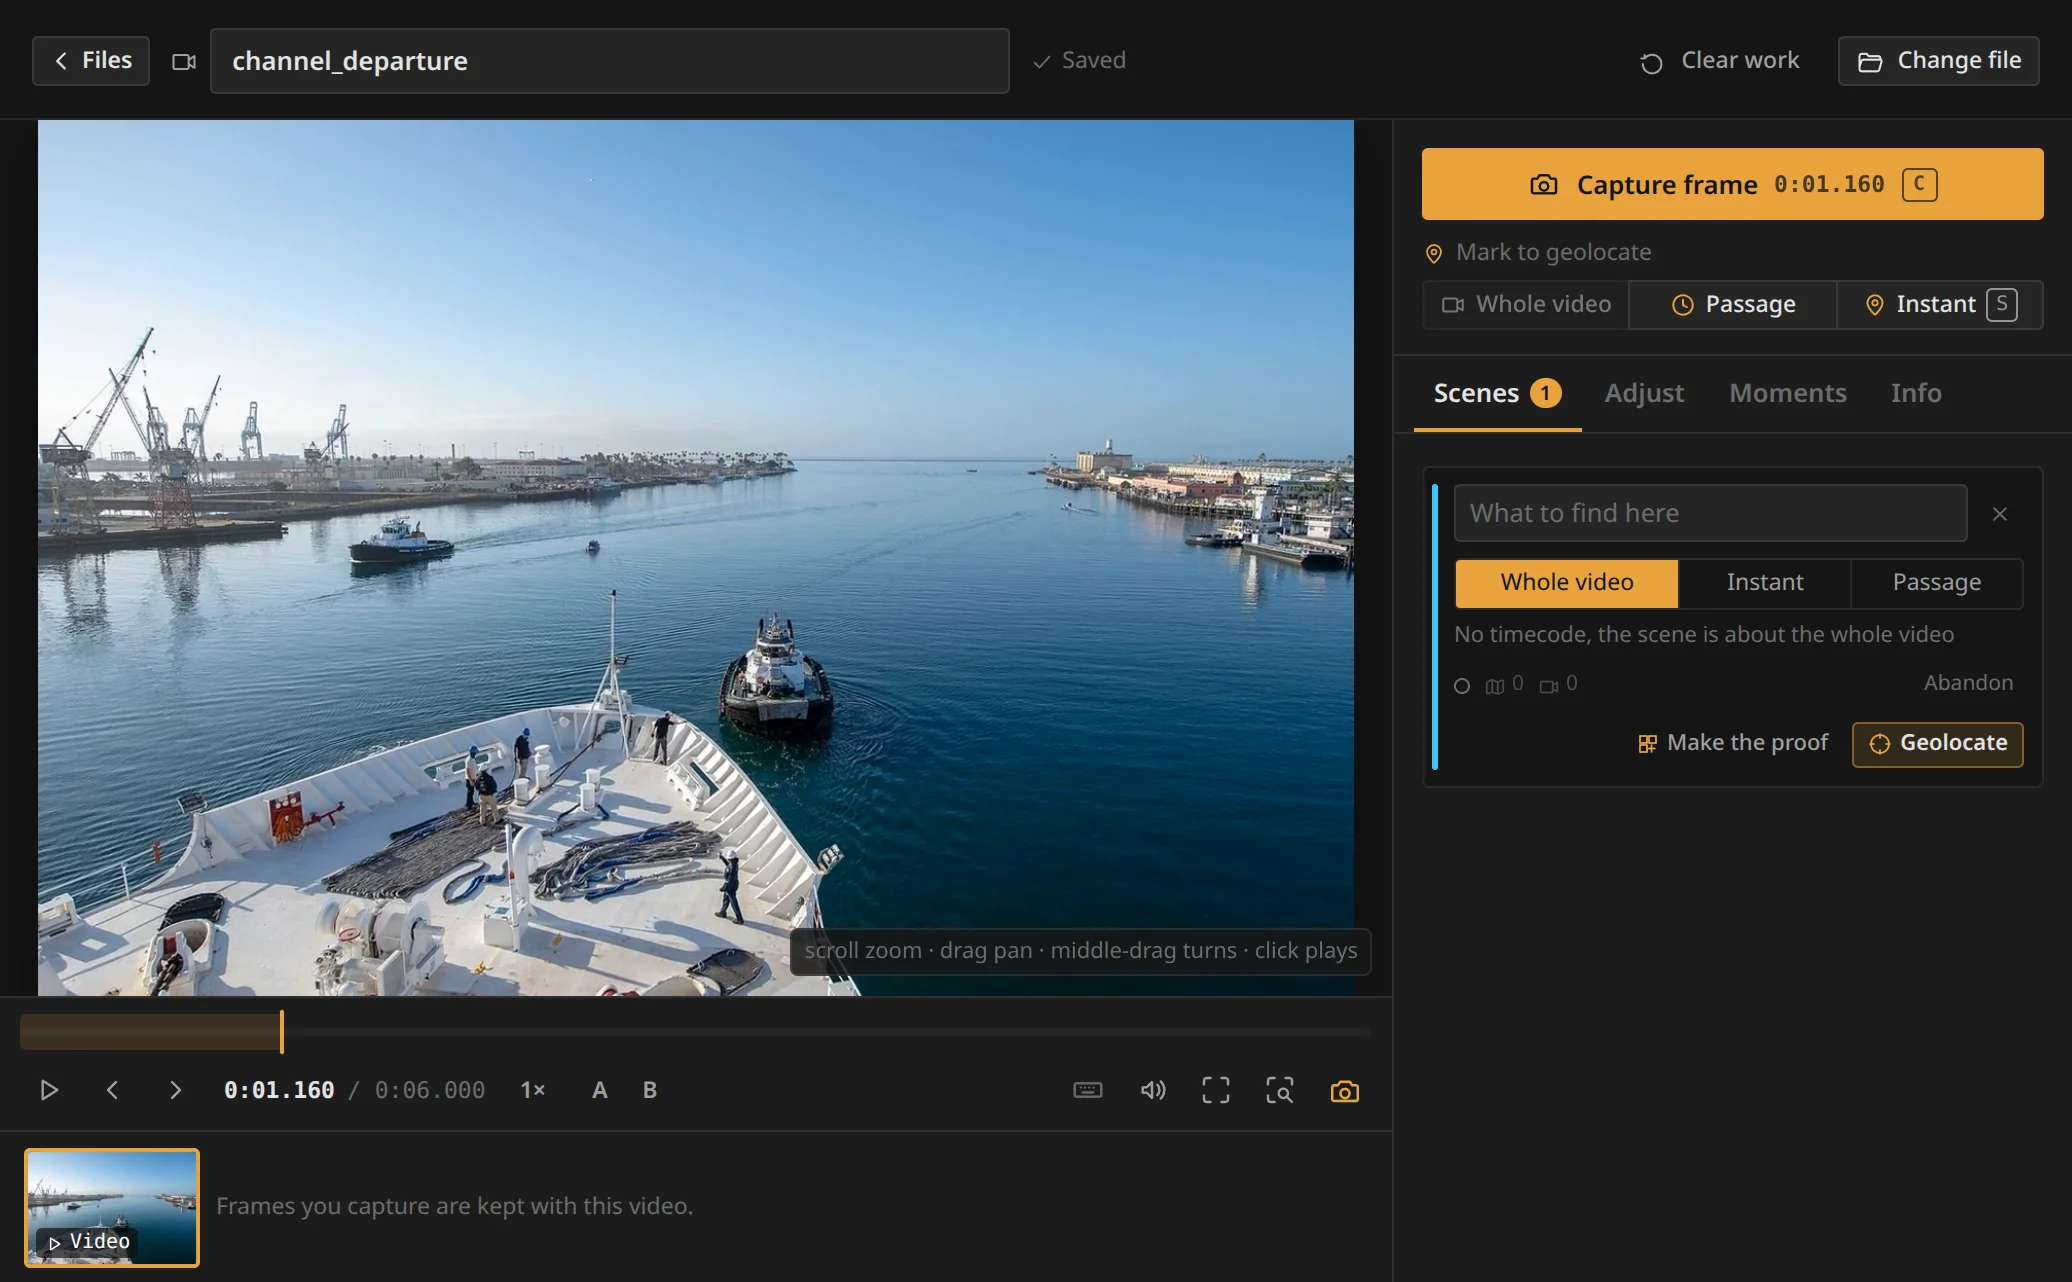 Files
channel_departure
Saved
Clear work
Change file
Capture frame 0:01.160 C
Mark to geolocate
Whole video
Passage
Instant S
Scenes 1
Adjust
Moments
Info
What to find here
Whole video
Instant
Passage
No timecode, the scene is about the whole video
0
0
Abandon
Make the proof
Geolocate
scroll zoom · drag pan · middle-drag turns · click plays
0:01.160 / 0:06.000
1×
A
B
Video
Frames you capture are kept with this video.